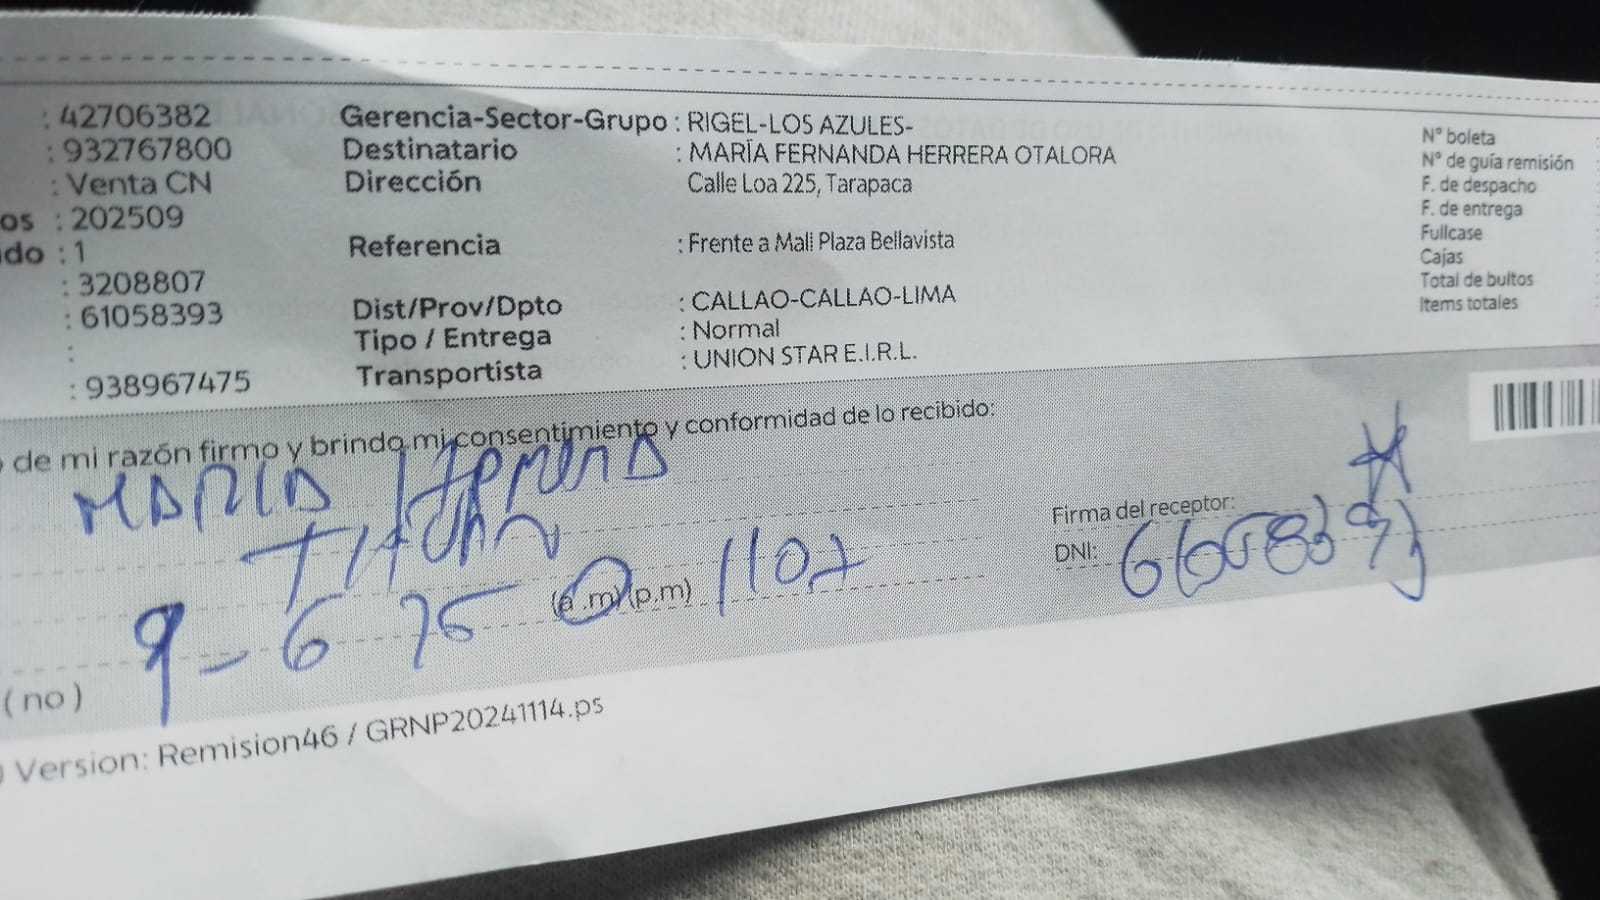 : 42706382 Gerencia-Sector-Grupo : RIGEL-LOS AZULES- N° boleta
: 932767800 Destinatario : MARÍA FERNANDA HERRERA OTALORA N° de guía remisión
: Venta CN Dirección Calle Loa 225, Tarapaca F. de despacho
os : 202509 F. de entrega
do : 1 Referencia : Frente a Mali Plaza Bellavista Fullcase
: 3208807 Cajas
: 61058393 Dist/Prov/Dpto : CALLAO-CALLAO-LIMA Total de bultos
: Tipo / Entrega : Normal Items totales
: 938967475 Transportista : UNION STAR E.I.R.L.
de mi razón firmo y brindo mi consentimiento y conformidad de lo recibido:
MARIA
Firma del receptor:
9-6 (a.m) (p.m) 1107 DNI:
(no)
) Version: Remision46 / GRNP20241114.ps